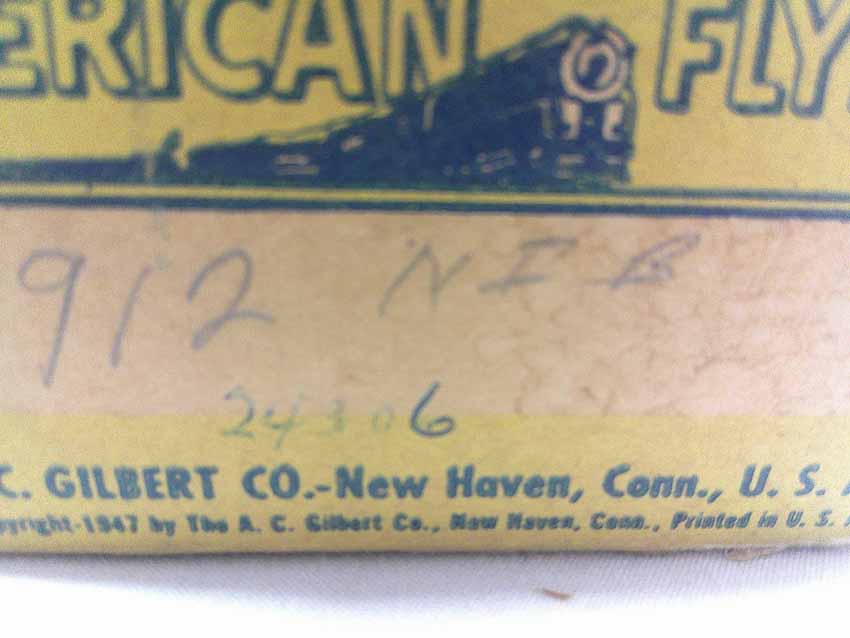 ERICAN FLY
912 NIB
24306
C. GILBERT CO.-New Haven, Conn., U. S. A
pyright-1947 by The A. C. Gilbert Co., New Haven, Conn., Printed in U. S. A